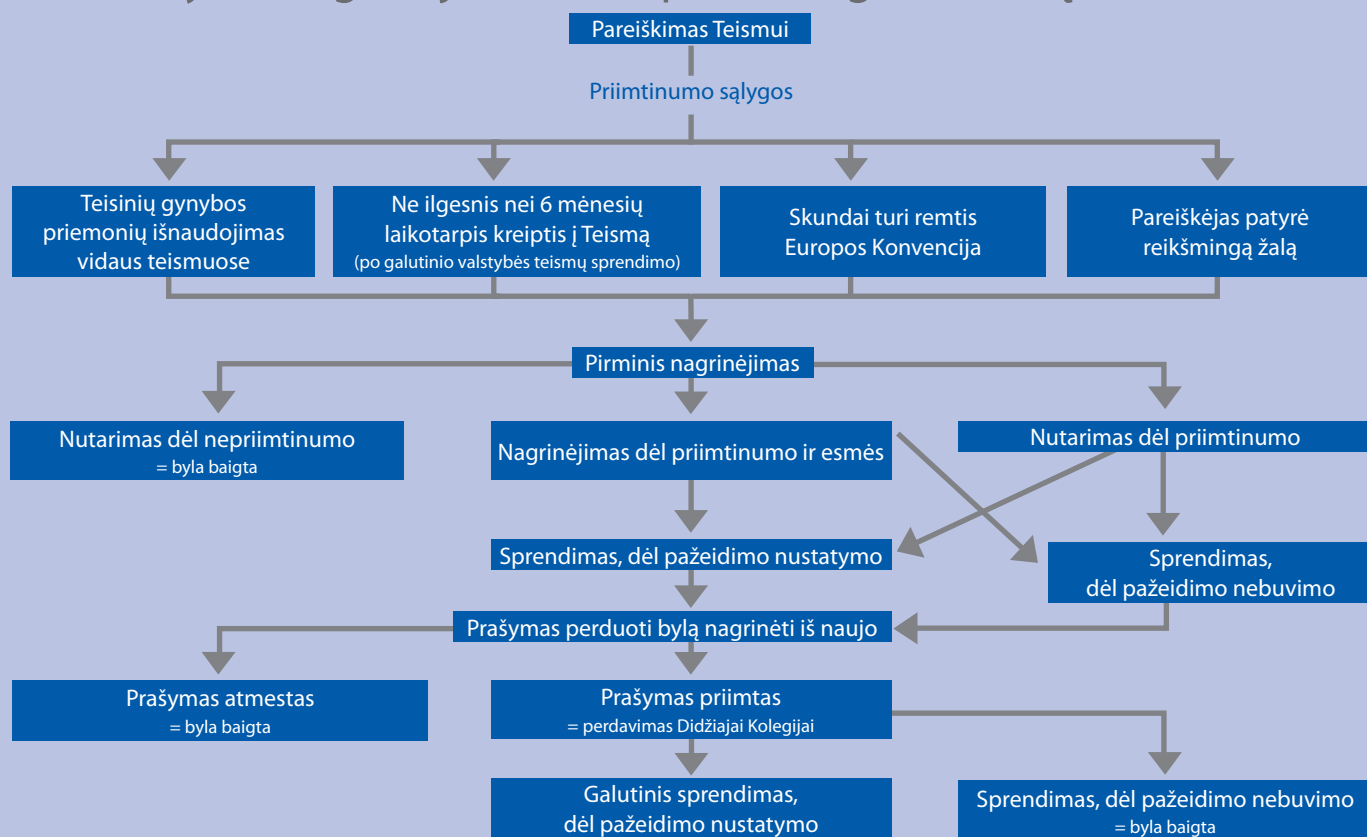 Pareiškimas Teismui
Priimtinumo sąlygos
Teisinių gynybos
priemonių išnaudojimas
vidaus teismuose
Ne ilgesnis nei 6 mėnesių
laikotarpis kreiptis į Teismą
(po galutinio valstybės teismų sprendimo)
Skundai turi remtis
Europos Konvencija
Pareiškėjas patyrė
reikšmingą žalą
Pirminis nagrinėjimas
Nutarimas dėl nepriimtinumo
= byla baigta
Nagrinėjimas dėl priimtinumo ir esmės
Nutarimas dėl priimtinumo
Sprendimas, dėl pažeidimo nustatymo
Sprendimas,
dėl pažeidimo nebuvimo
Prašymas perduoti bylą nagrinėti iš naujo
Prašymas atmestas
= byla baigta
Prašymas priimtas
= perdavimas Didžiajai Kolegijai
Galutinis sprendimas,
dėl pažeidimo nustatymo
Sprendimas, dėl pažeidimo nebuvimo
= byla baigta